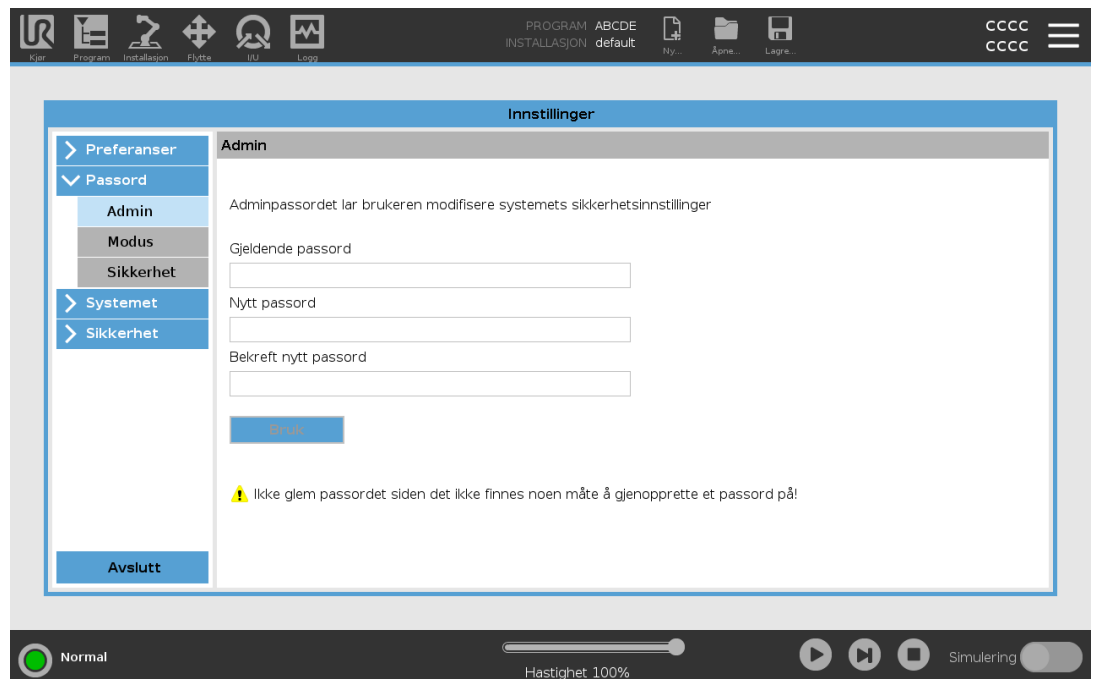 UR
PROGRAM ABCDE
INSTALLASJON default
CCCC
CCCC
Kjør Program Installasjon Flytte I/U Logg Ny... Åpne... Lagre...
Innstillinger
Preferanser
Passord
Admin
Modus
Sikkerhet
Systemet
Sikkerhet
Avslutt
Admin
Adminpassordet lar brukeren modifisere systemets sikkerhetsinnstillinger
Gjeldende passord
Nytt passord
Bekreft nytt passord
Bruk
Ikke glem passordet siden det ikke finnes noen måte å gjenopprette et passord på!
Normal
Hastighet 100%
Simulering